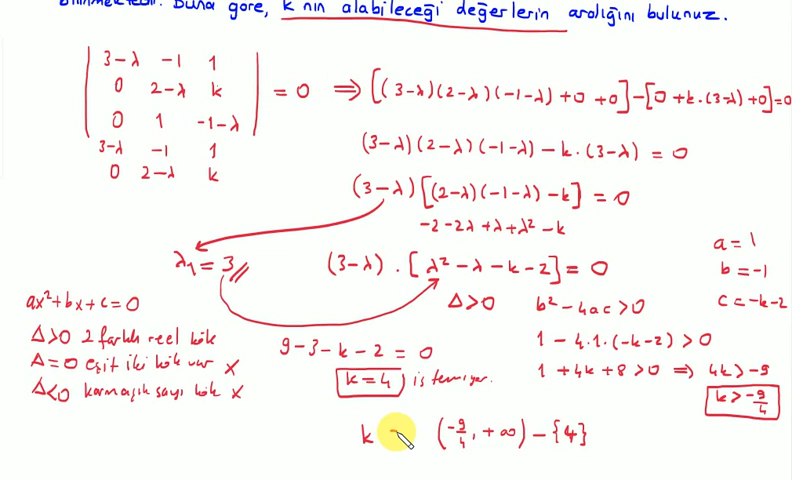 bilinmektedir. Buna göre, k'nın alabileceği değerlerin aralığını bulunuz.
| 3-λ -1 1 |
| 0 2-λ k | = 0 ⇒ [(3-λ)(2-λ)(-1-λ)+0+0]-[0+k.(3-λ)+0]=0
| 0 1 -1-λ |
3-λ -1 1
0 2-λ k
(3-λ)(2-λ)(-1-λ) - k.(3-λ) = 0
(3-λ)[(2-λ)(-1-λ)-k] = 0
-2-2λ+λ+λ²-k
λ₁ = 3 (3-λ) . [λ²-λ-k-2] = 0
a = 1
b = -1
c = -k-2
ax²+bx+c=0
Δ>0 2 farklı reel kök
Δ=0 eşit iki kök var x
Δ<0 karmaşık sayı kök x
9-3-k-2 = 0
k=4 istemiyor.
Δ>0 b²-4ac>0
1-4.1.(-k-2) > 0
1+4k+8 >0 ⇒ 4k>-9
k>-9/4
k = (-9/4, +∞) - {4}